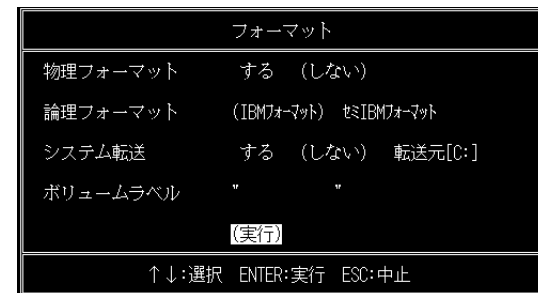 フォーマット
物理フォーマット する (しない)
論理フォーマット (IBMﾌｫｰﾏｯﾄ) ｾﾐIBMﾌｫｰﾏｯﾄ
システム転送 する (しない) 転送元[C:]
ボリュームラベル " "
(実行)
↑↓:選択 ENTER:実行 ESC:中止